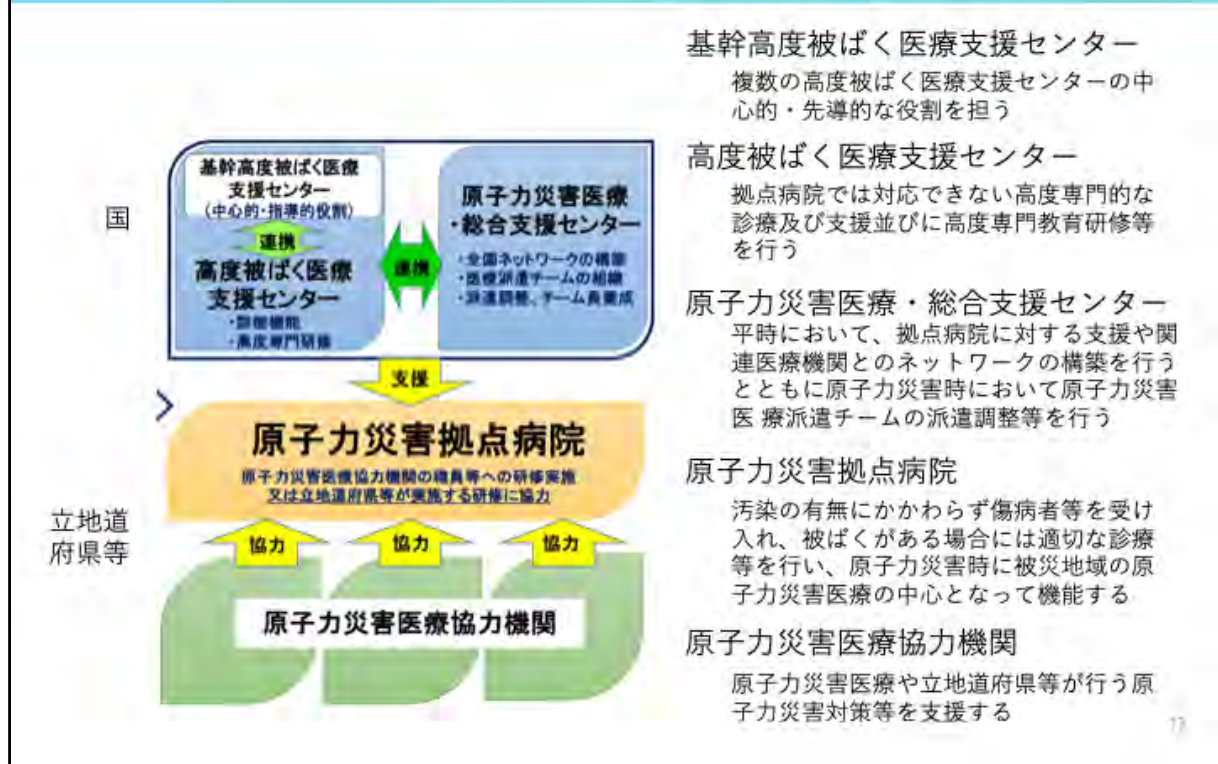 基幹高度被ばく医療
支援センター
(中心的・指導的役割)
連携
高度被ばく医療
支援センター
・診療機能
・高度専門研修
連携
原子力災害医療
・総合支援センター
・全国ネットワークの構築
・医療派遣チームの組織
・派遣調整、チーム員養成
国
支援
原子力災害拠点病院
原子力災害医療協力機関の職員等への研修実施
又は立地道府県等が実施する研修に協力
立地道
府県等
協力
協力
協力
原子力災害医療協力機関
基幹高度被ばく医療支援センター
複数の高度被ばく医療支援センターの中
心的・先導的な役割を担う
高度被ばく医療支援センター
拠点病院では対応できない高度専門的な
診療及び支援並びに高度専門教育研修等
を行う
原子力災害医療・総合支援センター
平時において、拠点病院に対する支援や関
連医療機関とのネットワークの構築を行う
とともに原子力災害時において原子力災害
医 療派遣チームの派遣調整等を行う
原子力災害拠点病院
汚染の有無にかかわらず傷病者等を受け
入れ、被ばくがある場合には適切な診療
等を行い、原子力災害時に被災地域の原
子力災害医療の中心となって機能する
原子力災害医療協力機関
原子力災害医療や立地道府県等が行う原
子力災害対策等を支援する